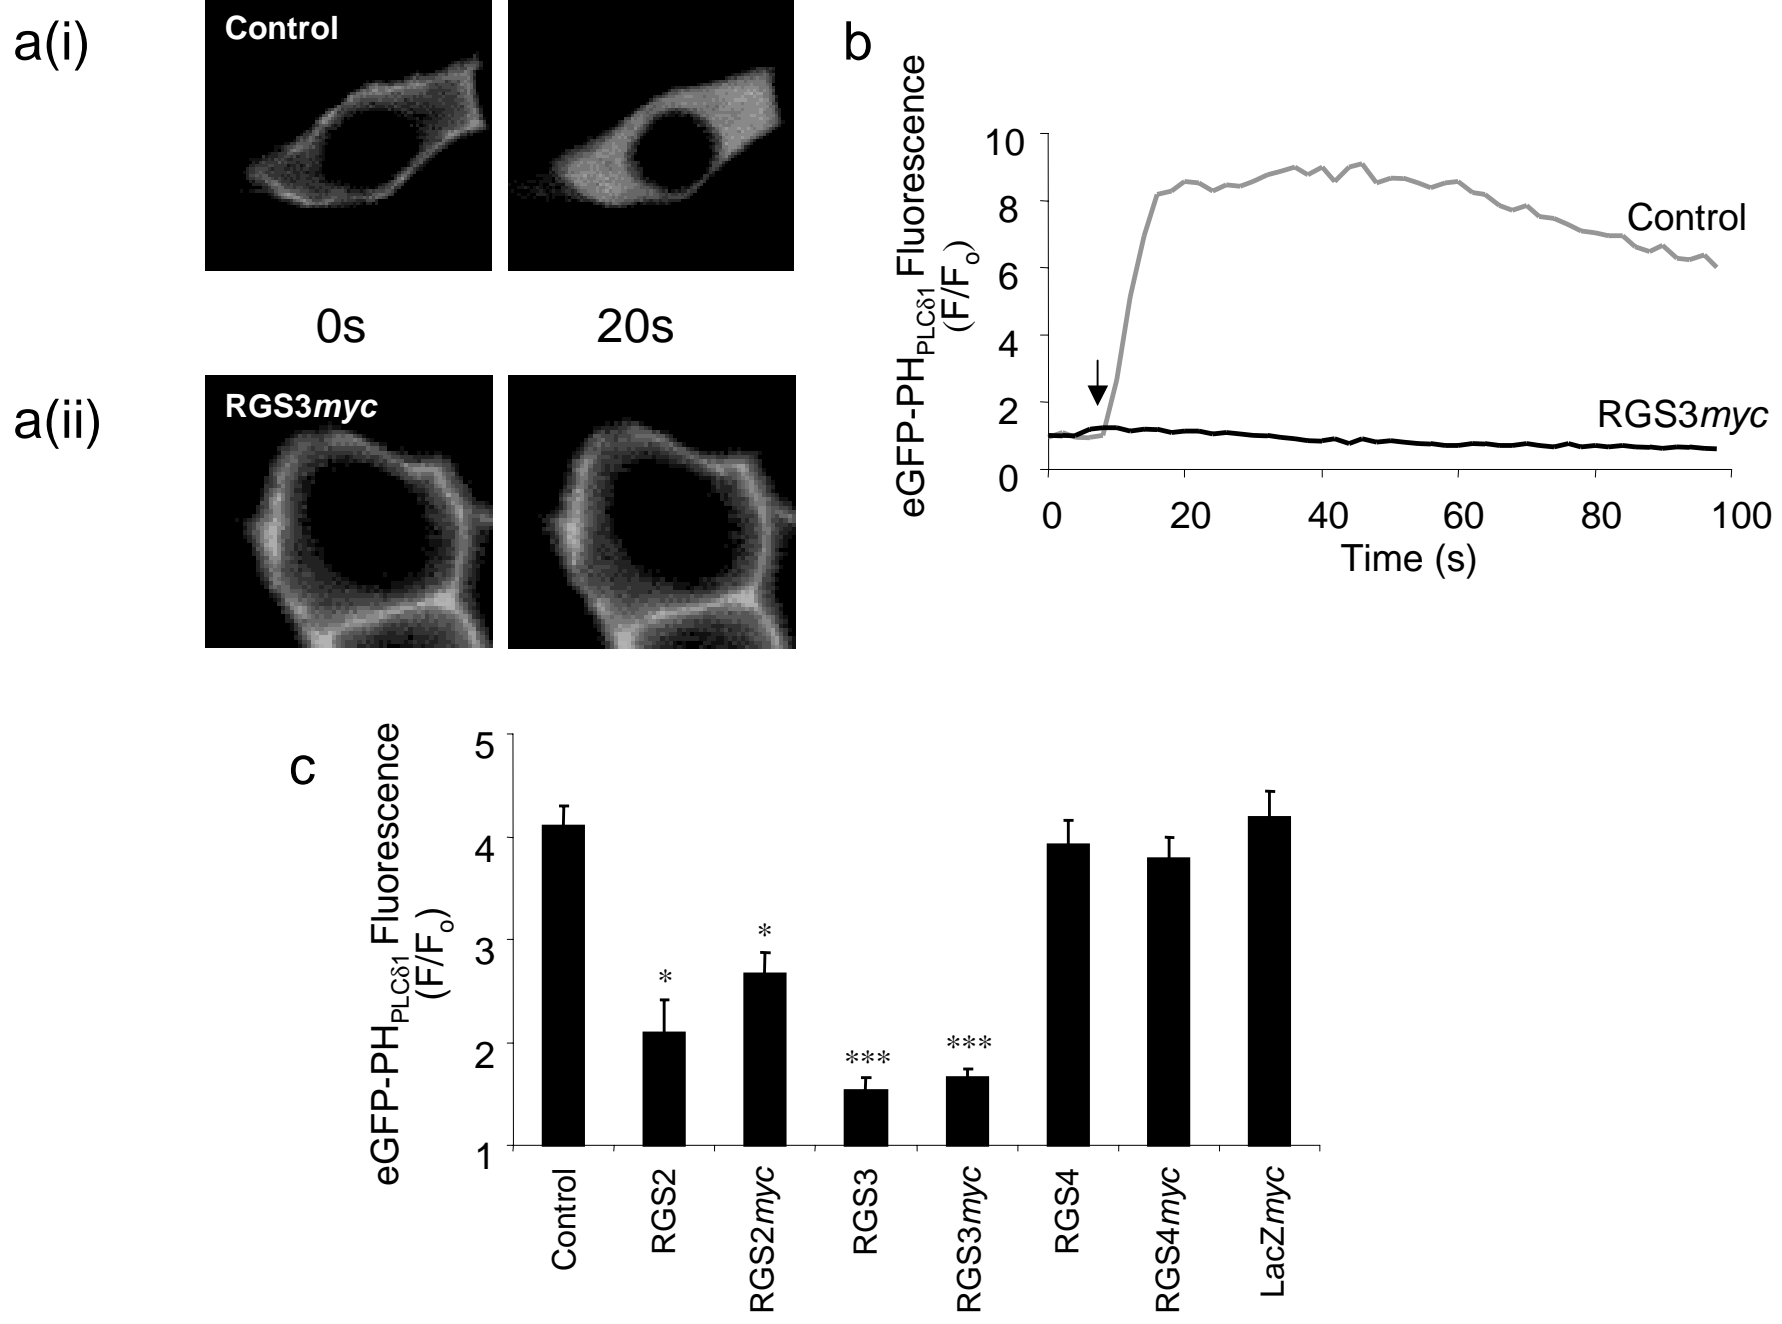 a(i)
Control
0s
20s
a(ii)
RGS3myc
b
eGFP-PHPLCδ1 Fluorescence
(F/Fo)
10
8
6
4
2
0
Control
RGS3myc
0 20 40 60 80 100
Time (s)
c
eGFP-PHPLCδ1 Fluorescence
(F/Fo)
5
4
3
2
1
*
*
***
***
Control
RGS2
RGS2myc
RGS3
RGS3myc
RGS4
RGS4myc
LacZmyc